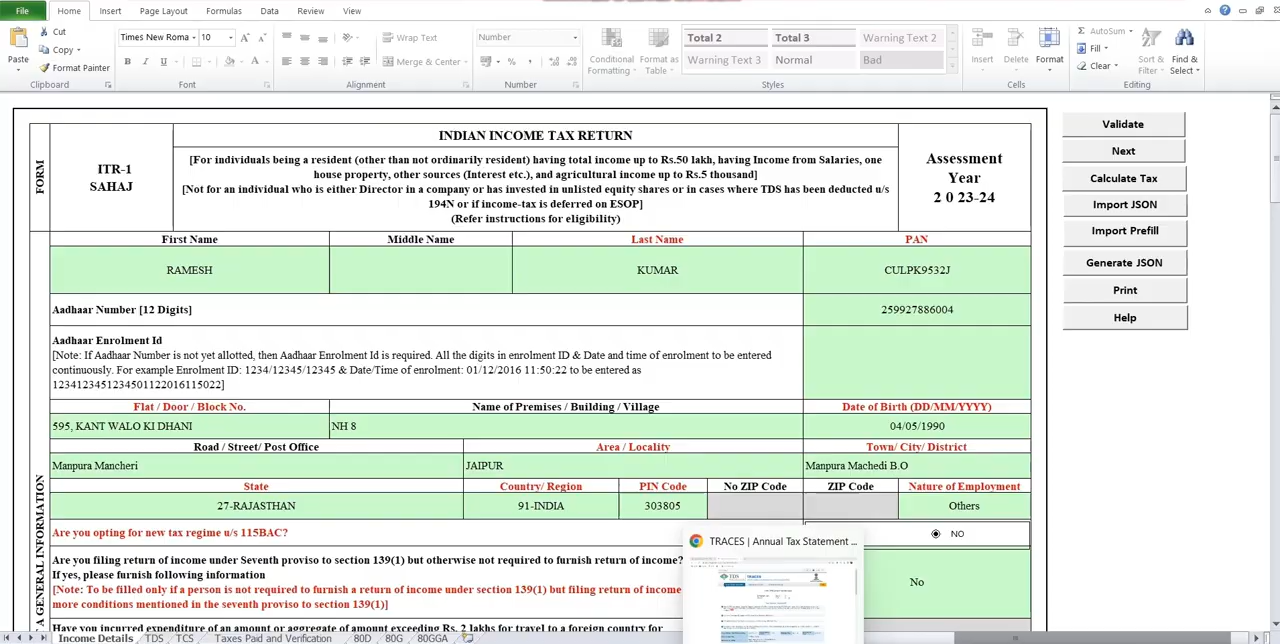 File Home Insert Page Layout Formulas Data Review View
Cut
Copy
Format Painter
Paste
Clipboard
Times New Roma 10
B I U
Font
Wrap Text
Merge & Center
Alignment
Number
Number
Conditional Formatting
Format as Table
Total 2 Total 3 Warning Text 2
Warning Text 3 Normal Bad
Styles
Insert Delete Format
Cells
AutoSum
Fill
Clear
Sort & Filter
Find & Select
Editing
FORM
ITR-1
SAHAJ
INDIAN INCOME TAX RETURN
[For individuals being a resident (other than not ordinarily resident) having total income up to Rs.50 lakh, having Income from Salaries, one
house property, other sources (Interest etc.), and agricultural income up to Rs.5 thousand]
[Not for an individual who is either Director in a company or has invested in unlisted equity shares or in cases where TDS has been deducted u/s
194N or if income-tax is deferred on ESOP]
(Refer instructions for eligibility)
Assessment
Year
2 0 23-24
Validate
Next
Calculate Tax
Import JSON
Import Prefill
Generate JSON
Print
Help
First Name Middle Name Last Name PAN
RAMESH KUMAR CULPK9532J
Aadhaar Number [12 Digits] 259927886004
Aadhaar Enrolment Id
[Note: If Aadhaar Number is not yet allotted, then Aadhaar Enrolment Id is required. All the digits in enrolment ID & Date and time of enrolment to be entered
continuously. For example Enrolment ID: 1234/12345/12345 & Date/Time of enrolment: 01/12/2016 11:50:22 to be entered as
1234123451234501122016115022]
Flat / Door / Block No. Name of Premises / Building / Village Date of Birth (DD/MM/YYYY)
595, KANT WALO KI DHANI NH 8 04/05/1990
Road / Street/ Post Office Area / Locality Town/ City/ District
Manpura Mancheri JAIPUR Manpura Machedi B.O
State Country/ Region PIN Code No ZIP Code ZIP Code Nature of Employment
27-RAJASTHAN 91-INDIA 303805 Others
GENERAL INFORMATION
Are you opting for new tax regime u/s 115BAC? NO
TRACES | Annual Tax Statement ...
Are you filing return of income under Seventh proviso to section 139(1) but otherwise not required to furnish return of income?
If yes, please furnish following information
[Note: To be filled only if a person is not required to furnish a return of income under section 139(1) but filing return of income
more conditions mentioned in the seventh proviso to section 139(1)]
No
TDS TRACES
Income Details TDS TCS Taxes Paid and Verification 80D 80G 80GGA